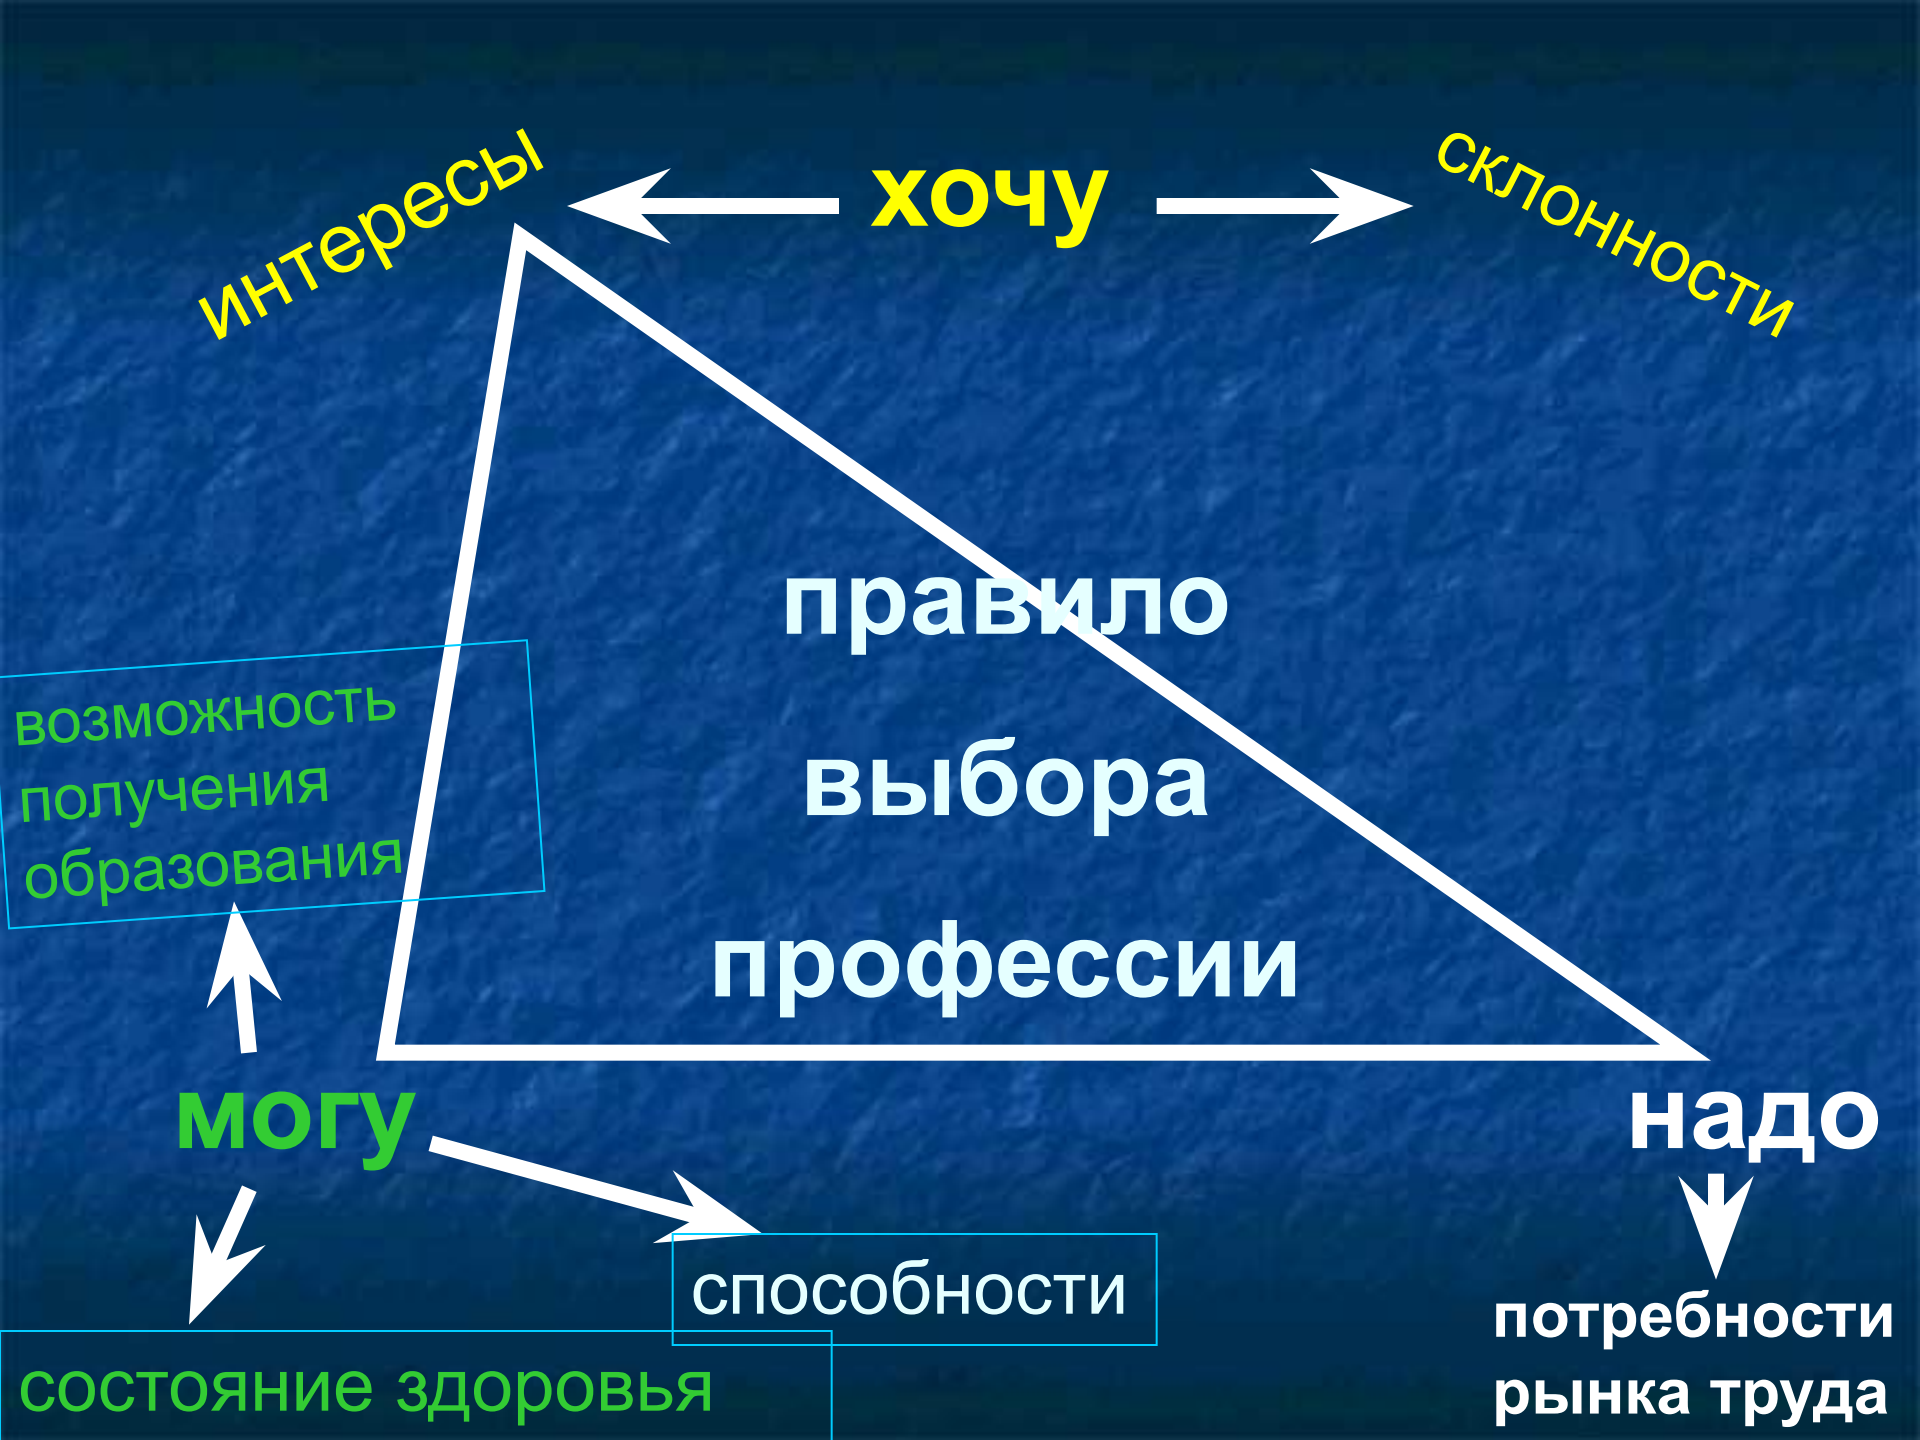 интересы
хочу
склонности
правило
выбора
профессии
возможность
получения
образования
могу
надо
способности
состояние здоровья
потребности
рынка труда